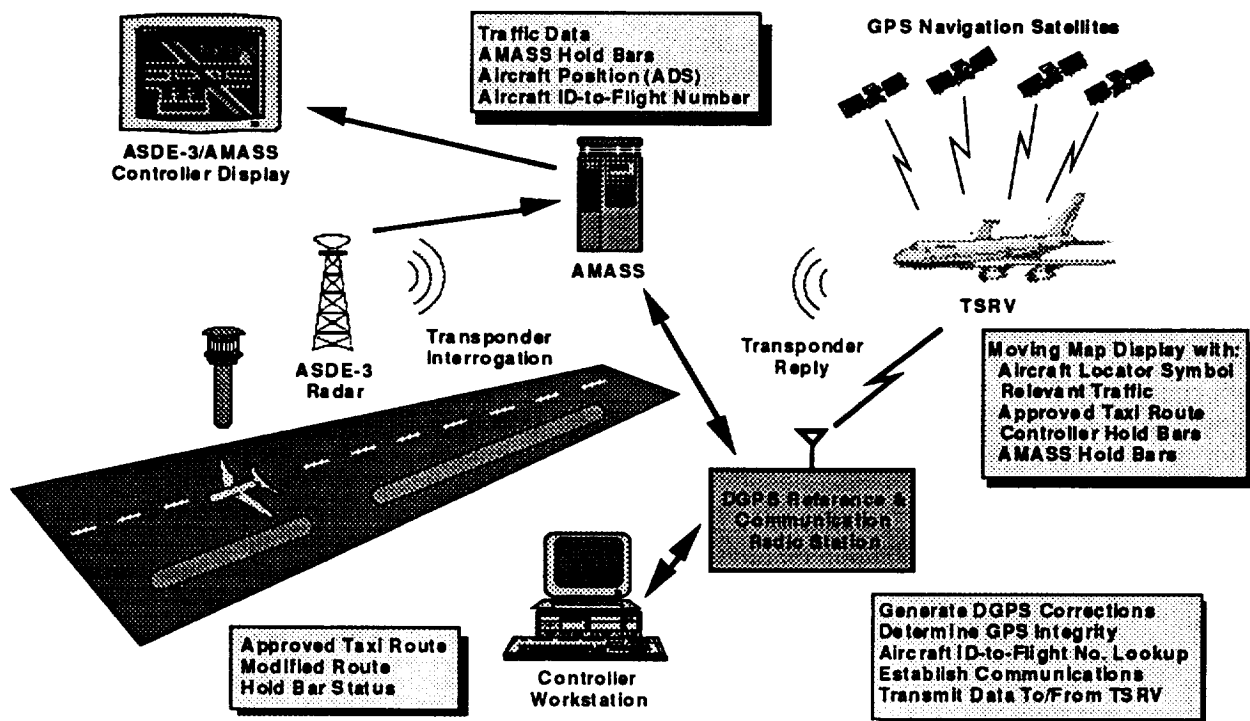 Traffic Data
AMASS Hold Bars
Aircraft Position (ADS)
Aircraft ID-to-Flight Number
GPS Navigation Satellites
ASDE-3/AMASS
Controller Display
AMASS
TSRV
Transponder
Interrogation
Transponder
Reply
ASDE-3
Radar
Moving Map Display with:
Aircraft Locator Symbol
Relevant Traffic
Approved Taxi Route
Controller Hold Bars
AMASS Hold Bars
DGPS Reference &
Communication
Radio Station
Approved Taxi Route
Modified Route
Hold Bar Status
Controller
Workstation
Generate DGPS Corrections
Determine GPS Integrity
Aircraft ID-to-Flight No. Lookup
Establish Communications
Transmit Data To/From TSRV